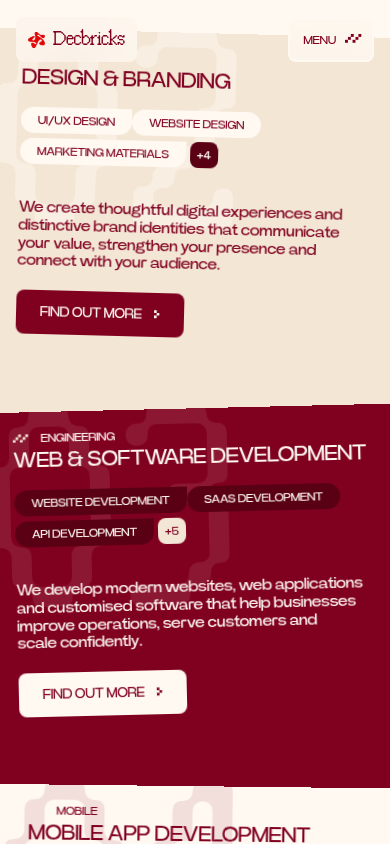 Decbricks
MENU
DESIGN & BRANDING
UI/UX DESIGN
WEBSITE DESIGN
MARKETING MATERIALS
+4
We create thoughtful digital experiences and
distinctive brand identities that communicate
your value, strengthen your presence and
connect with your audience.
FIND OUT MORE
ENGINEERING
WEB & SOFTWARE DEVELOPMENT
WEBSITE DEVELOPMENT
SAAS DEVELOPMENT
API DEVELOPMENT
+5
We develop modern websites, web applications
and customised software that help businesses
improve operations, serve customers and
scale confidently.
FIND OUT MORE
MOBILE
MOBILE APP DEVELOPMENT